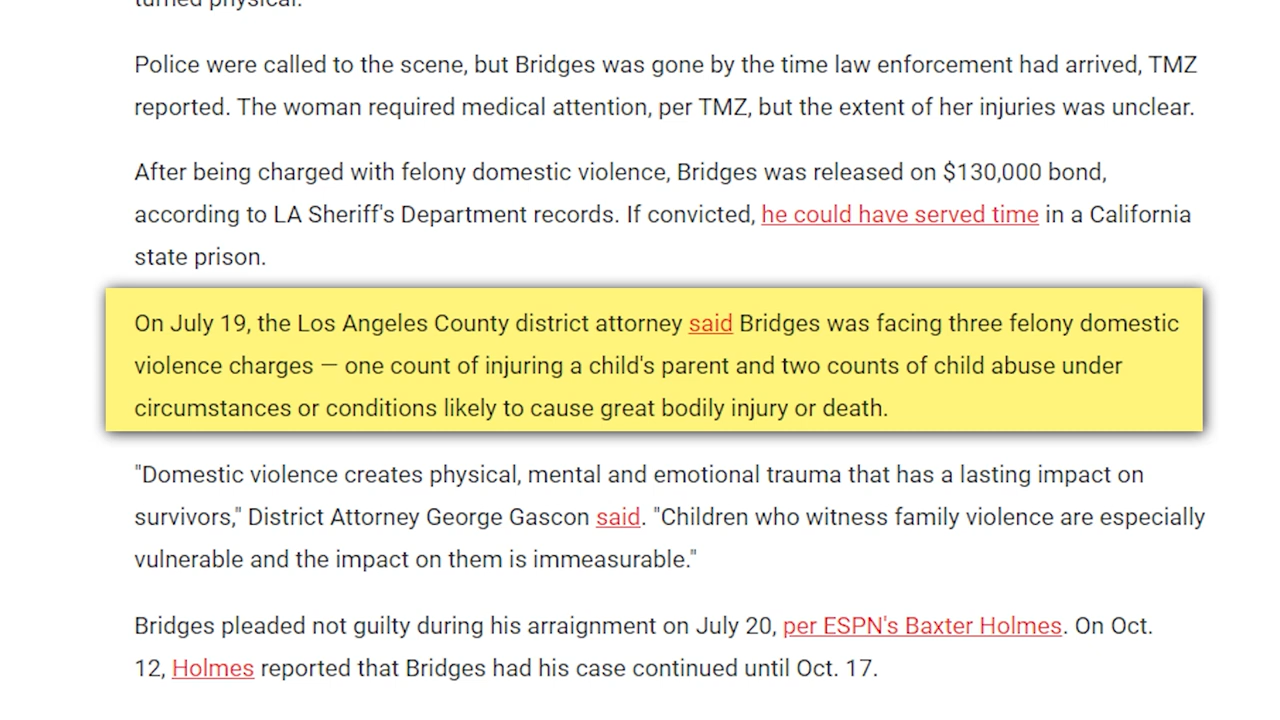 turned physical.
Police were called to the scene, but Bridges was gone by the time law enforcement had arrived, TMZ
reported. The woman required medical attention, per TMZ, but the extent of her injuries was unclear.
After being charged with felony domestic violence, Bridges was released on $130,000 bond,
according to LA Sheriff's Department records. If convicted, he could have served time in a California
state prison.
On July 19, the Los Angeles County district attorney said Bridges was facing three felony domestic
violence charges — one count of injuring a child's parent and two counts of child abuse under
circumstances or conditions likely to cause great bodily injury or death.
"Domestic violence creates physical, mental and emotional trauma that has a lasting impact on
survivors," District Attorney George Gascon said. "Children who witness family violence are especially
vulnerable and the impact on them is immeasurable."
Bridges pleaded not guilty during his arraignment on July 20, per ESPN's Baxter Holmes. On Oct.
12, Holmes reported that Bridges had his case continued until Oct. 17.